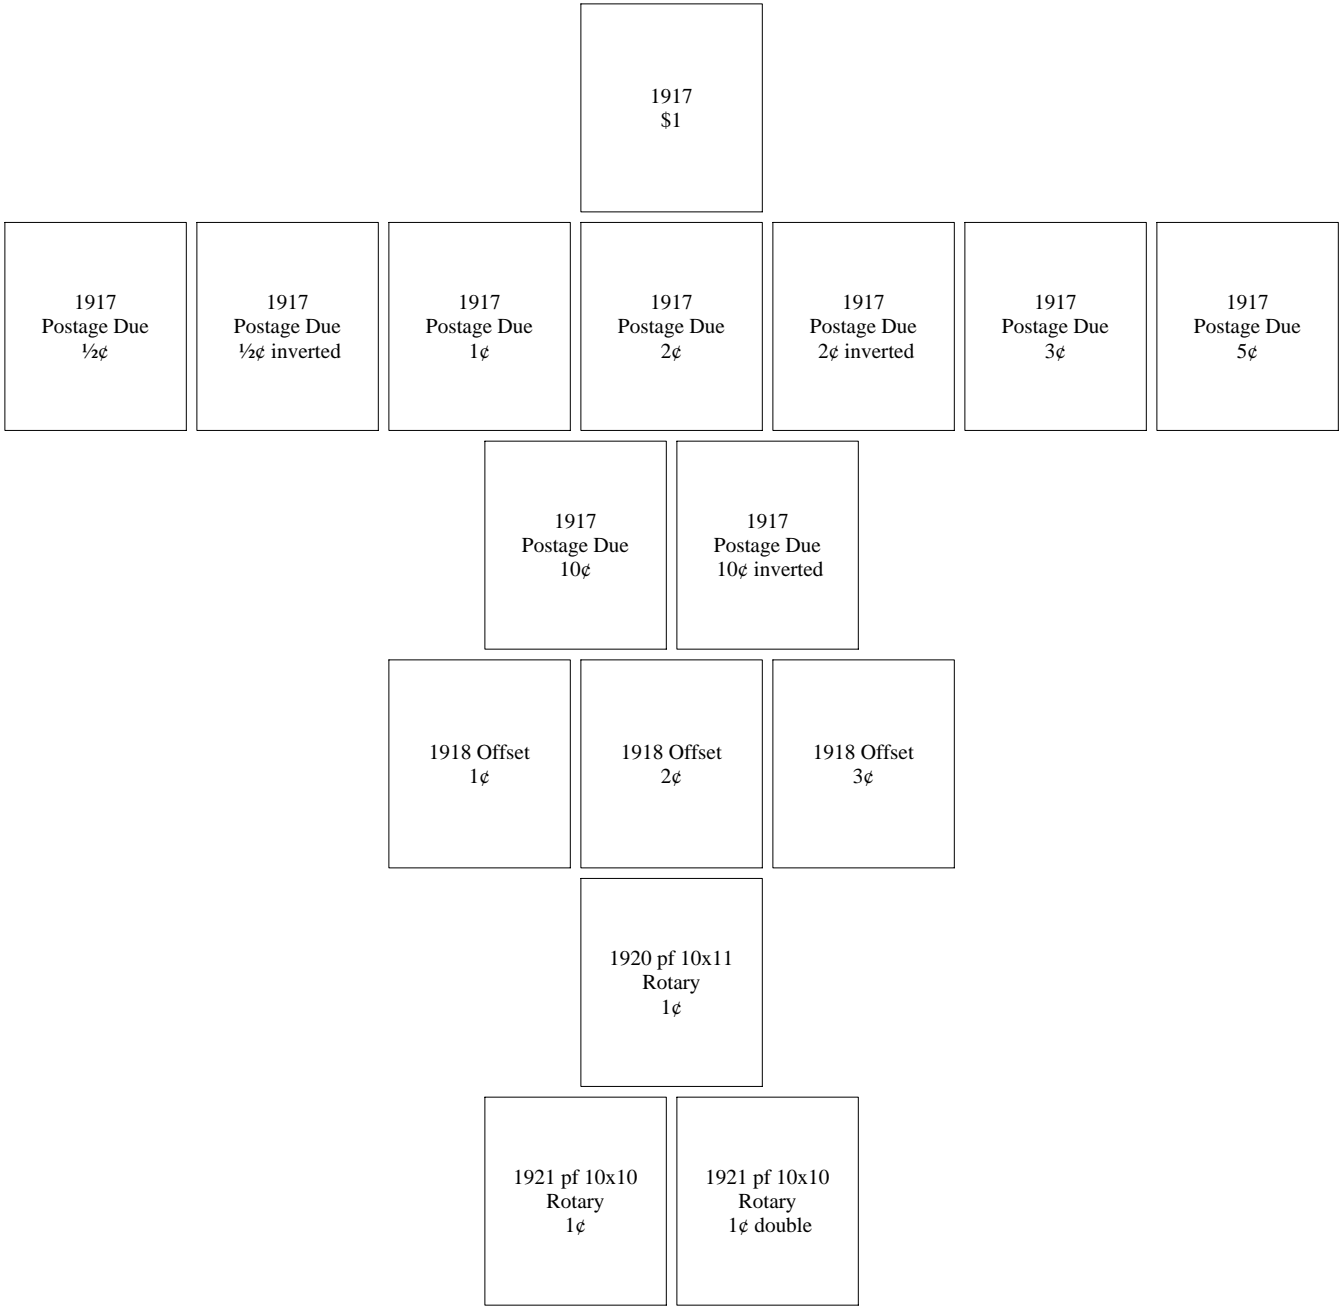 1917
$1
1917
Postage Due
½¢
1917
Postage Due
½¢ inverted
1917
Postage Due
1¢
1917
Postage Due
2¢
1917
Postage Due
2¢ inverted
1917
Postage Due
3¢
1917
Postage Due
5¢
1917
Postage Due
10¢
1917
Postage Due
10¢ inverted
1918 Offset
1¢
1918 Offset
2¢
1918 Offset
3¢
1920 pf 10x11
Rotary
1¢
1921 pf 10x10
Rotary
1¢
1921 pf 10x10
Rotary
1¢ double